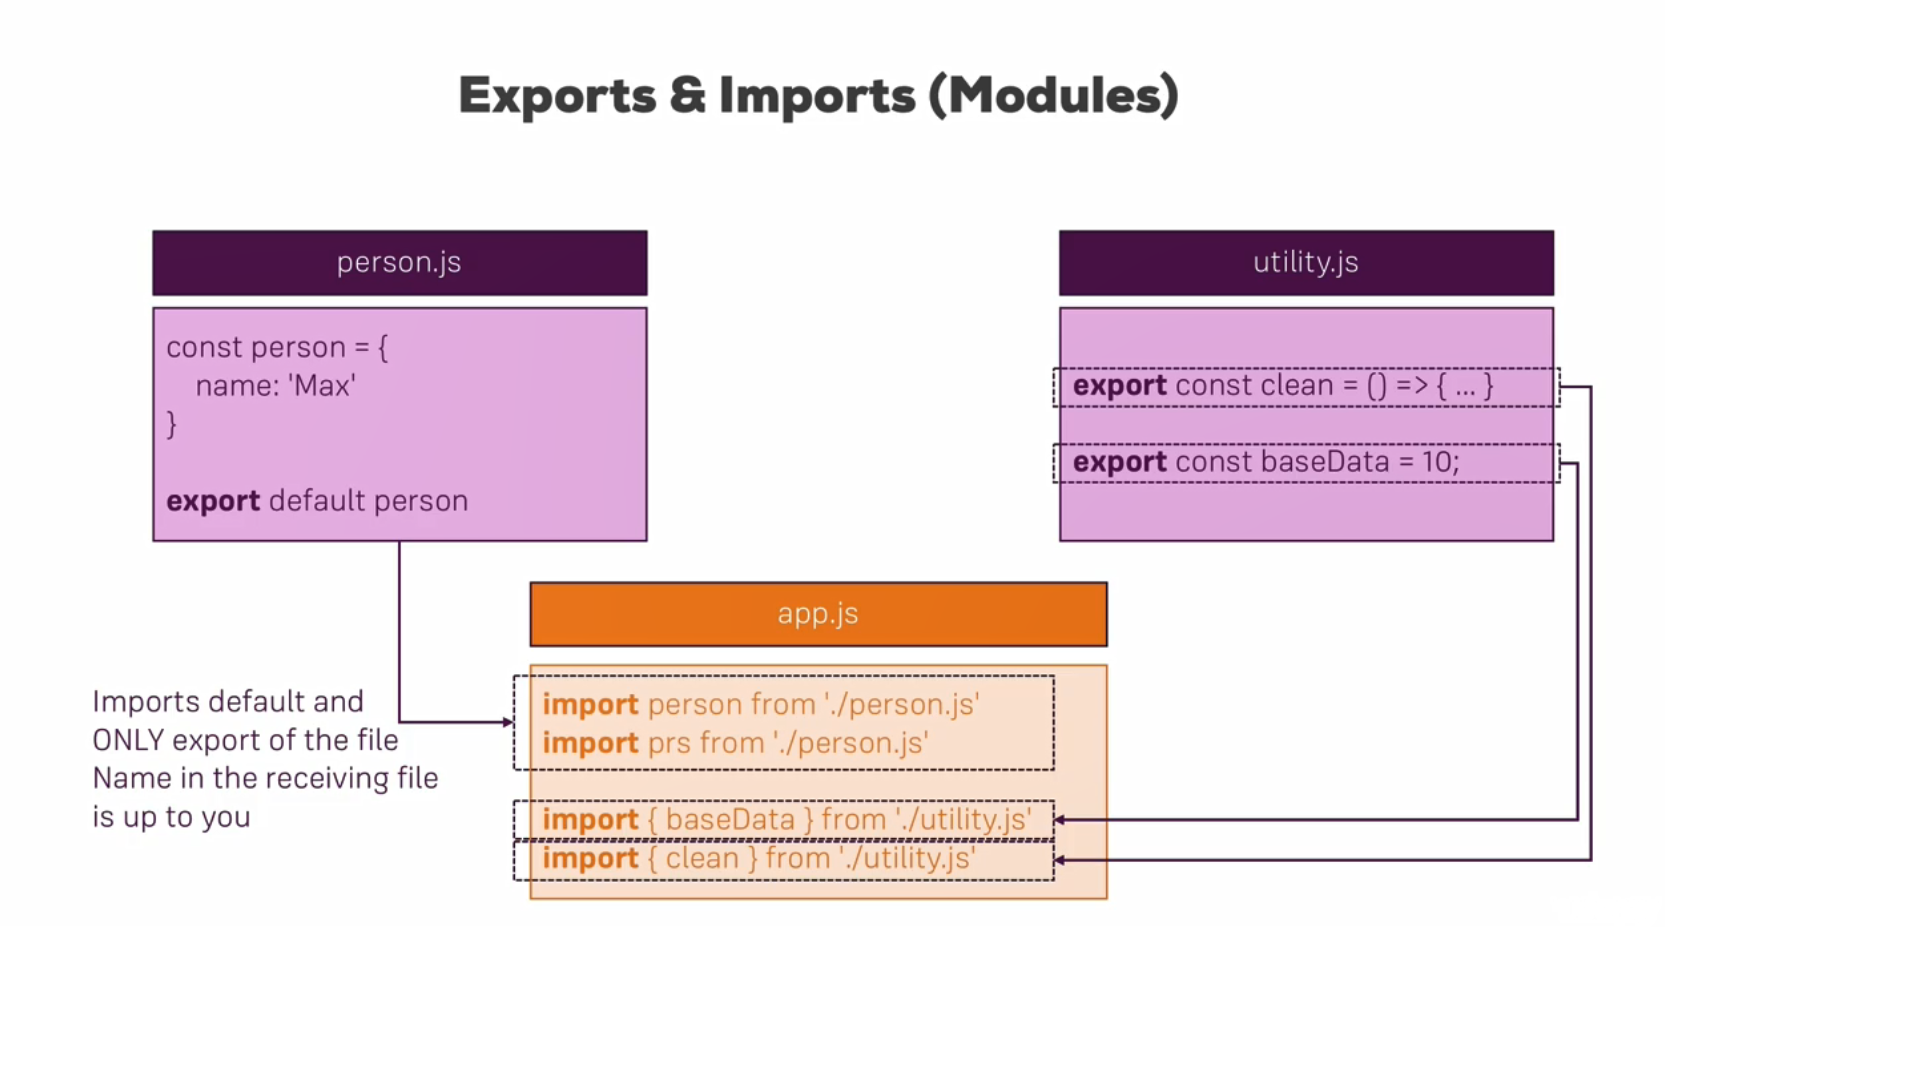 Exports & Imports (Modules)
person.js
const person = {
name: 'Max'
}
export default person
utility.js
export const clean = () => { ... }
export const baseData = 10;
app.js
import person from './person.js'
import prs from './person.js'
import { baseData } from './utility.js'
import { clean } from './utility.js'
Imports default and
ONLY export of the file
Name in the receiving file
is up to you